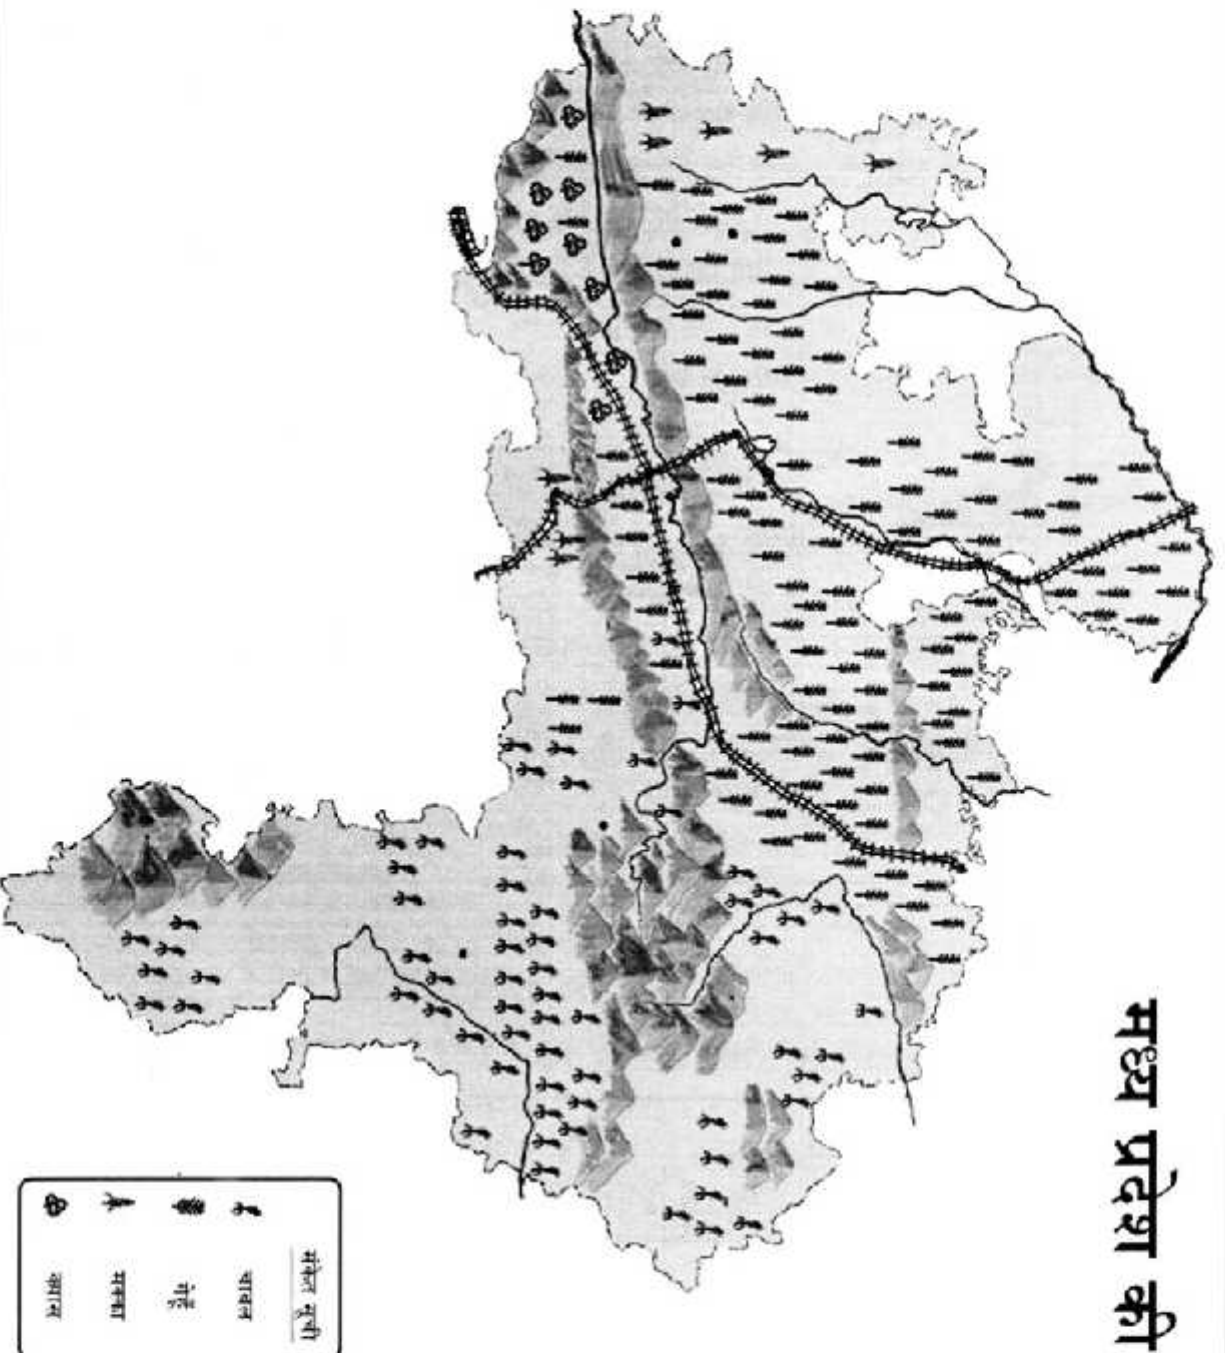 मध्य प्रदेश की
संकेत सूची
चावल
गेहूँ
मक्का
कपास